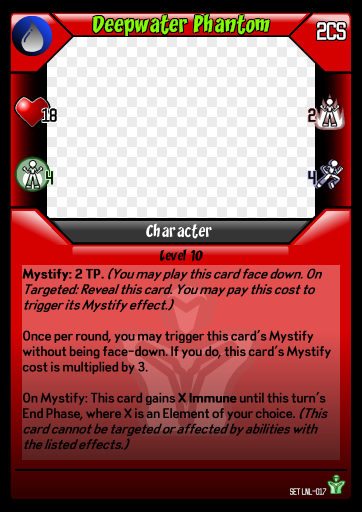 Deepwater Phantom
2CS
18
2
4
4
Character
Level 10
Mystify: 2 TP. (You may play this card face down. On
Targeted: Reveal this card. You may pay this cost to
trigger its Mystify effect.)
Once per round, you may trigger this card's Mystify
without being face-down. If you do, this card's Mystify
cost is multiplied by 3.
On Mystify: This card gains X Immune until this turn's
End Phase, where X is an Element of your choice. (This
card cannot be targeted or affected by abilities with
the listed effects.)
SET LNL-017